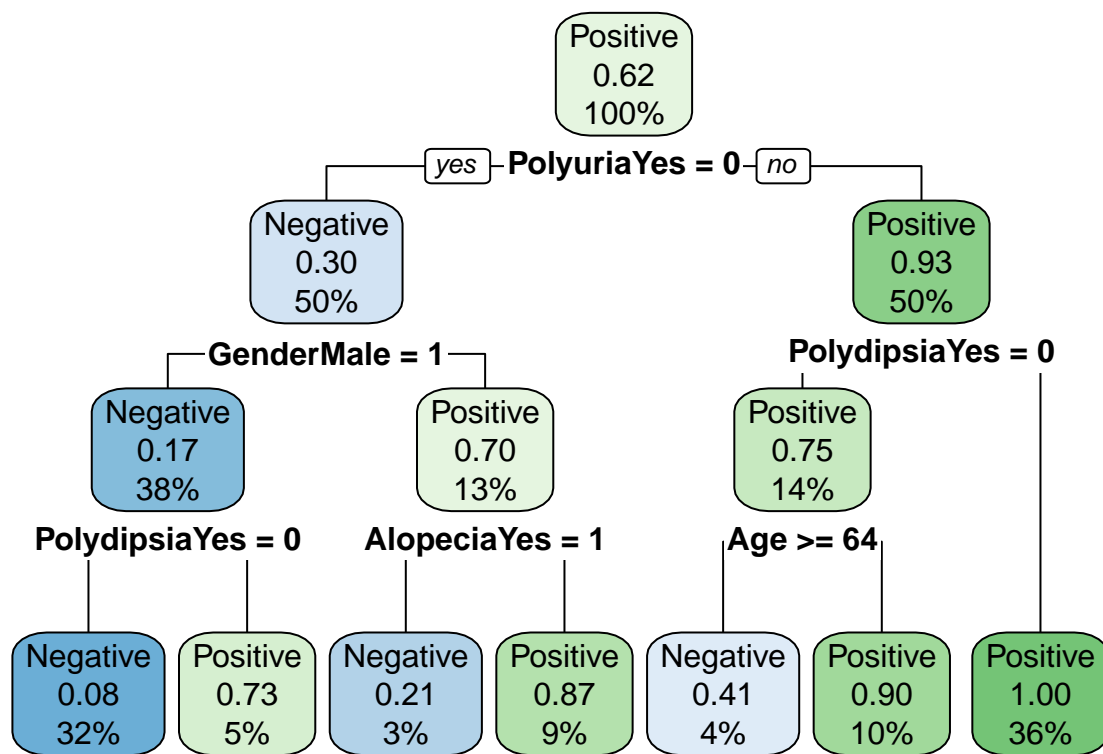 Positive
0.62
100%
yes PolyuriaYes = 0 no
Negative
0.30
50%
Positive
0.93
50%
GenderMale = 1
PolydipsiaYes = 0
Negative
0.17
38%
Positive
0.70
13%
Positive
0.75
14%
PolydipsiaYes = 0
AlopeciaYes = 1
Age >= 64
Negative
0.08
32%
Positive
0.73
5%
Negative
0.21
3%
Positive
0.87
9%
Negative
0.41
4%
Positive
0.90
10%
Positive
1.00
36%